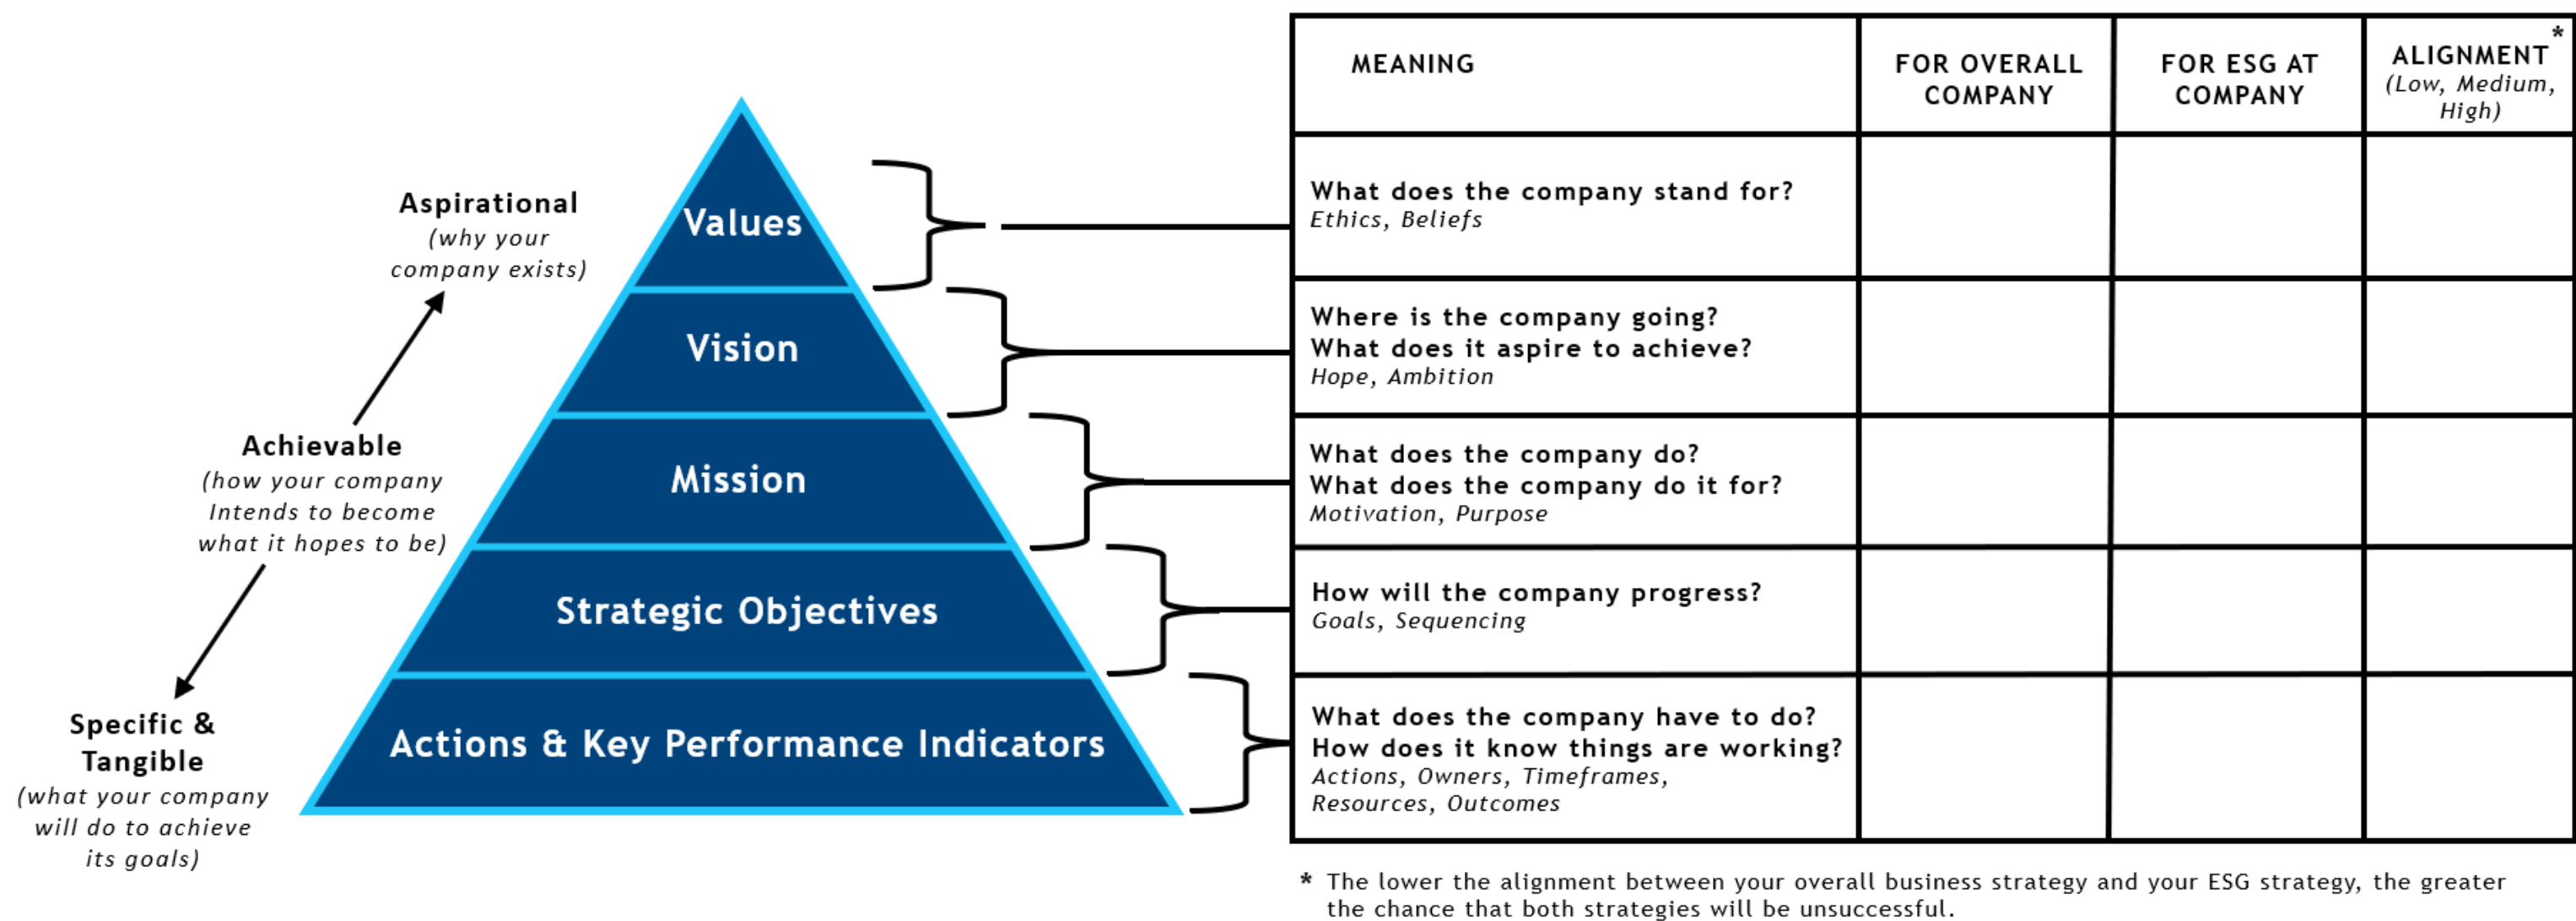 Aspirational
(why your
company exists)
Achievable
(how your company
Intends to become
what it hopes to be)
Specific &
Tangible
(what your company
will do to achieve
its goals)
Values
Vision
Mission
Strategic Objectives
Actions & Key Performance Indicators
MEANING
FOR OVERALL
COMPANY
FOR ESG AT
COMPANY
ALIGNMENT *
(Low, Medium,
High)
What does the company stand for?
Ethics, Beliefs
Where is the company going?
What does it aspire to achieve?
Hope, Ambition
What does the company do?
What does the company do it for?
Motivation, Purpose
How will the company progress?
Goals, Sequencing
What does the company have to do?
How does it know things are working?
Actions, Owners, Timeframes,
Resources, Outcomes
* The lower the alignment between your overall business strategy and your ESG strategy, the greater
the chance that both strategies will be unsuccessful.